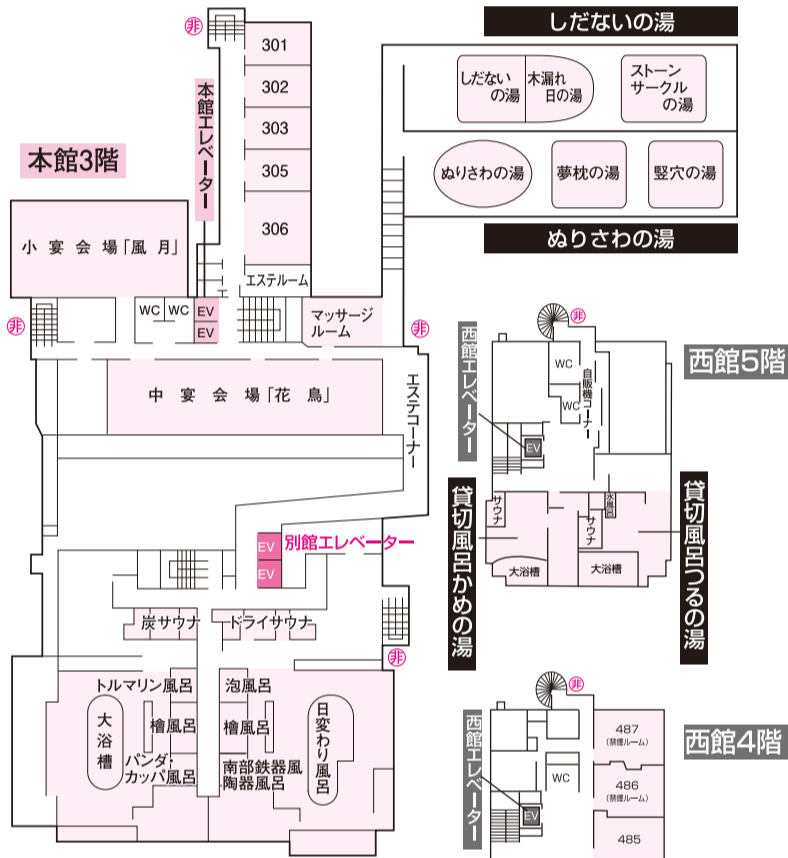 非
301
302
303
305
306
本館エレベーター
本館3階
小宴会場「風月」
エステルーム
WC
WC
EV
EV
マッサージ
ルーム
非
非
中宴会場「花鳥」
エステコーナー
EV
EV
別館エレベーター
炭サウナ
ドライサウナ
非
トルマリン風呂
泡風呂
大浴槽
檜風呂
檜風呂
日変わり風呂
パンダ・
カッパ風呂
南部鉄器風
陶器風呂
しだないの湯
しだない
の湯
木漏れ
日の湯
ストーン
サークル
の湯
ぬりさわの湯
夢枕の湯
竪穴の湯
ぬりさわの湯
非
西館エレベーター
西館5階
WC
WC
自販機コーナー
EV
貸切風呂かめの湯
貸切風呂つるの湯
サウナ
サウナ
水風呂
大浴槽
大浴槽
非
西館エレベーター
西館4階
WC
EV
487
(禁煙ルーム)
486
(禁煙ルーム)
485